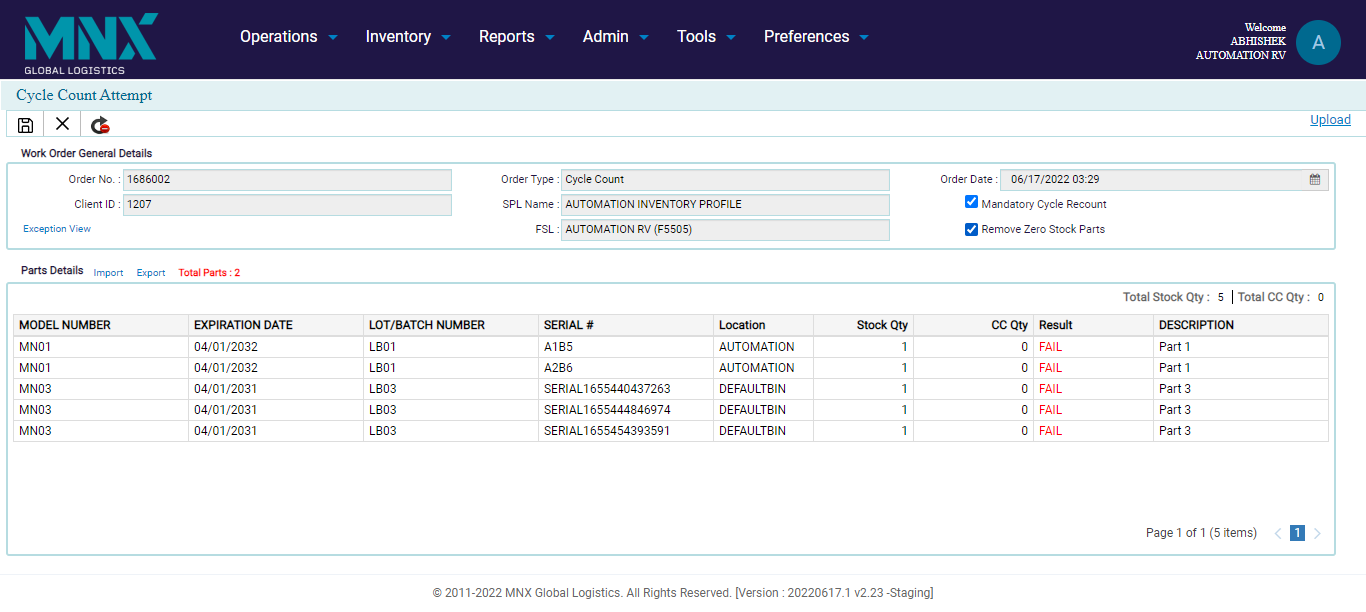 MNX
GLOBAL LOGISTICS
Operations Inventory Reports Admin Tools Preferences
Welcome
ABHISHEK
AUTOMATION RV
A
Cycle Count Attempt
Upload
Work Order General Details
Order No. : 1686002 Order Type : Cycle Count Order Date : 06/17/2022 03:29
Client ID : 1207 SPL Name : AUTOMATION INVENTORY PROFILE Mandatory Cycle Recount
Exception View FSL : AUTOMATION RV (F5505) Remove Zero Stock Parts
Parts Details Import Export Total Parts : 2
Total Stock Qty : 5 | Total CC Qty : 0
MODEL NUMBER EXPIRATION DATE LOT/BATCH NUMBER SERIAL # Location Stock Qty CC Qty Result DESCRIPTION
MN01 04/01/2032 LB01 A1B5 AUTOMATION 1 0 FAIL Part 1
MN01 04/01/2032 LB01 A2B6 AUTOMATION 1 0 FAIL Part 1
MN03 04/01/2031 LB03 SERIAL1655440437263 DEFAULTBIN 1 0 FAIL Part 3
MN03 04/01/2031 LB03 SERIAL1655444846974 DEFAULTBIN 1 0 FAIL Part 3
MN03 04/01/2031 LB03 SERIAL1655454393591 DEFAULTBIN 1 0 FAIL Part 3
Page 1 of 1 (5 items) 1
© 2011-2022 MNX Global Logistics. All Rights Reserved. [Version : 20220617.1 v2.23 -Staging]